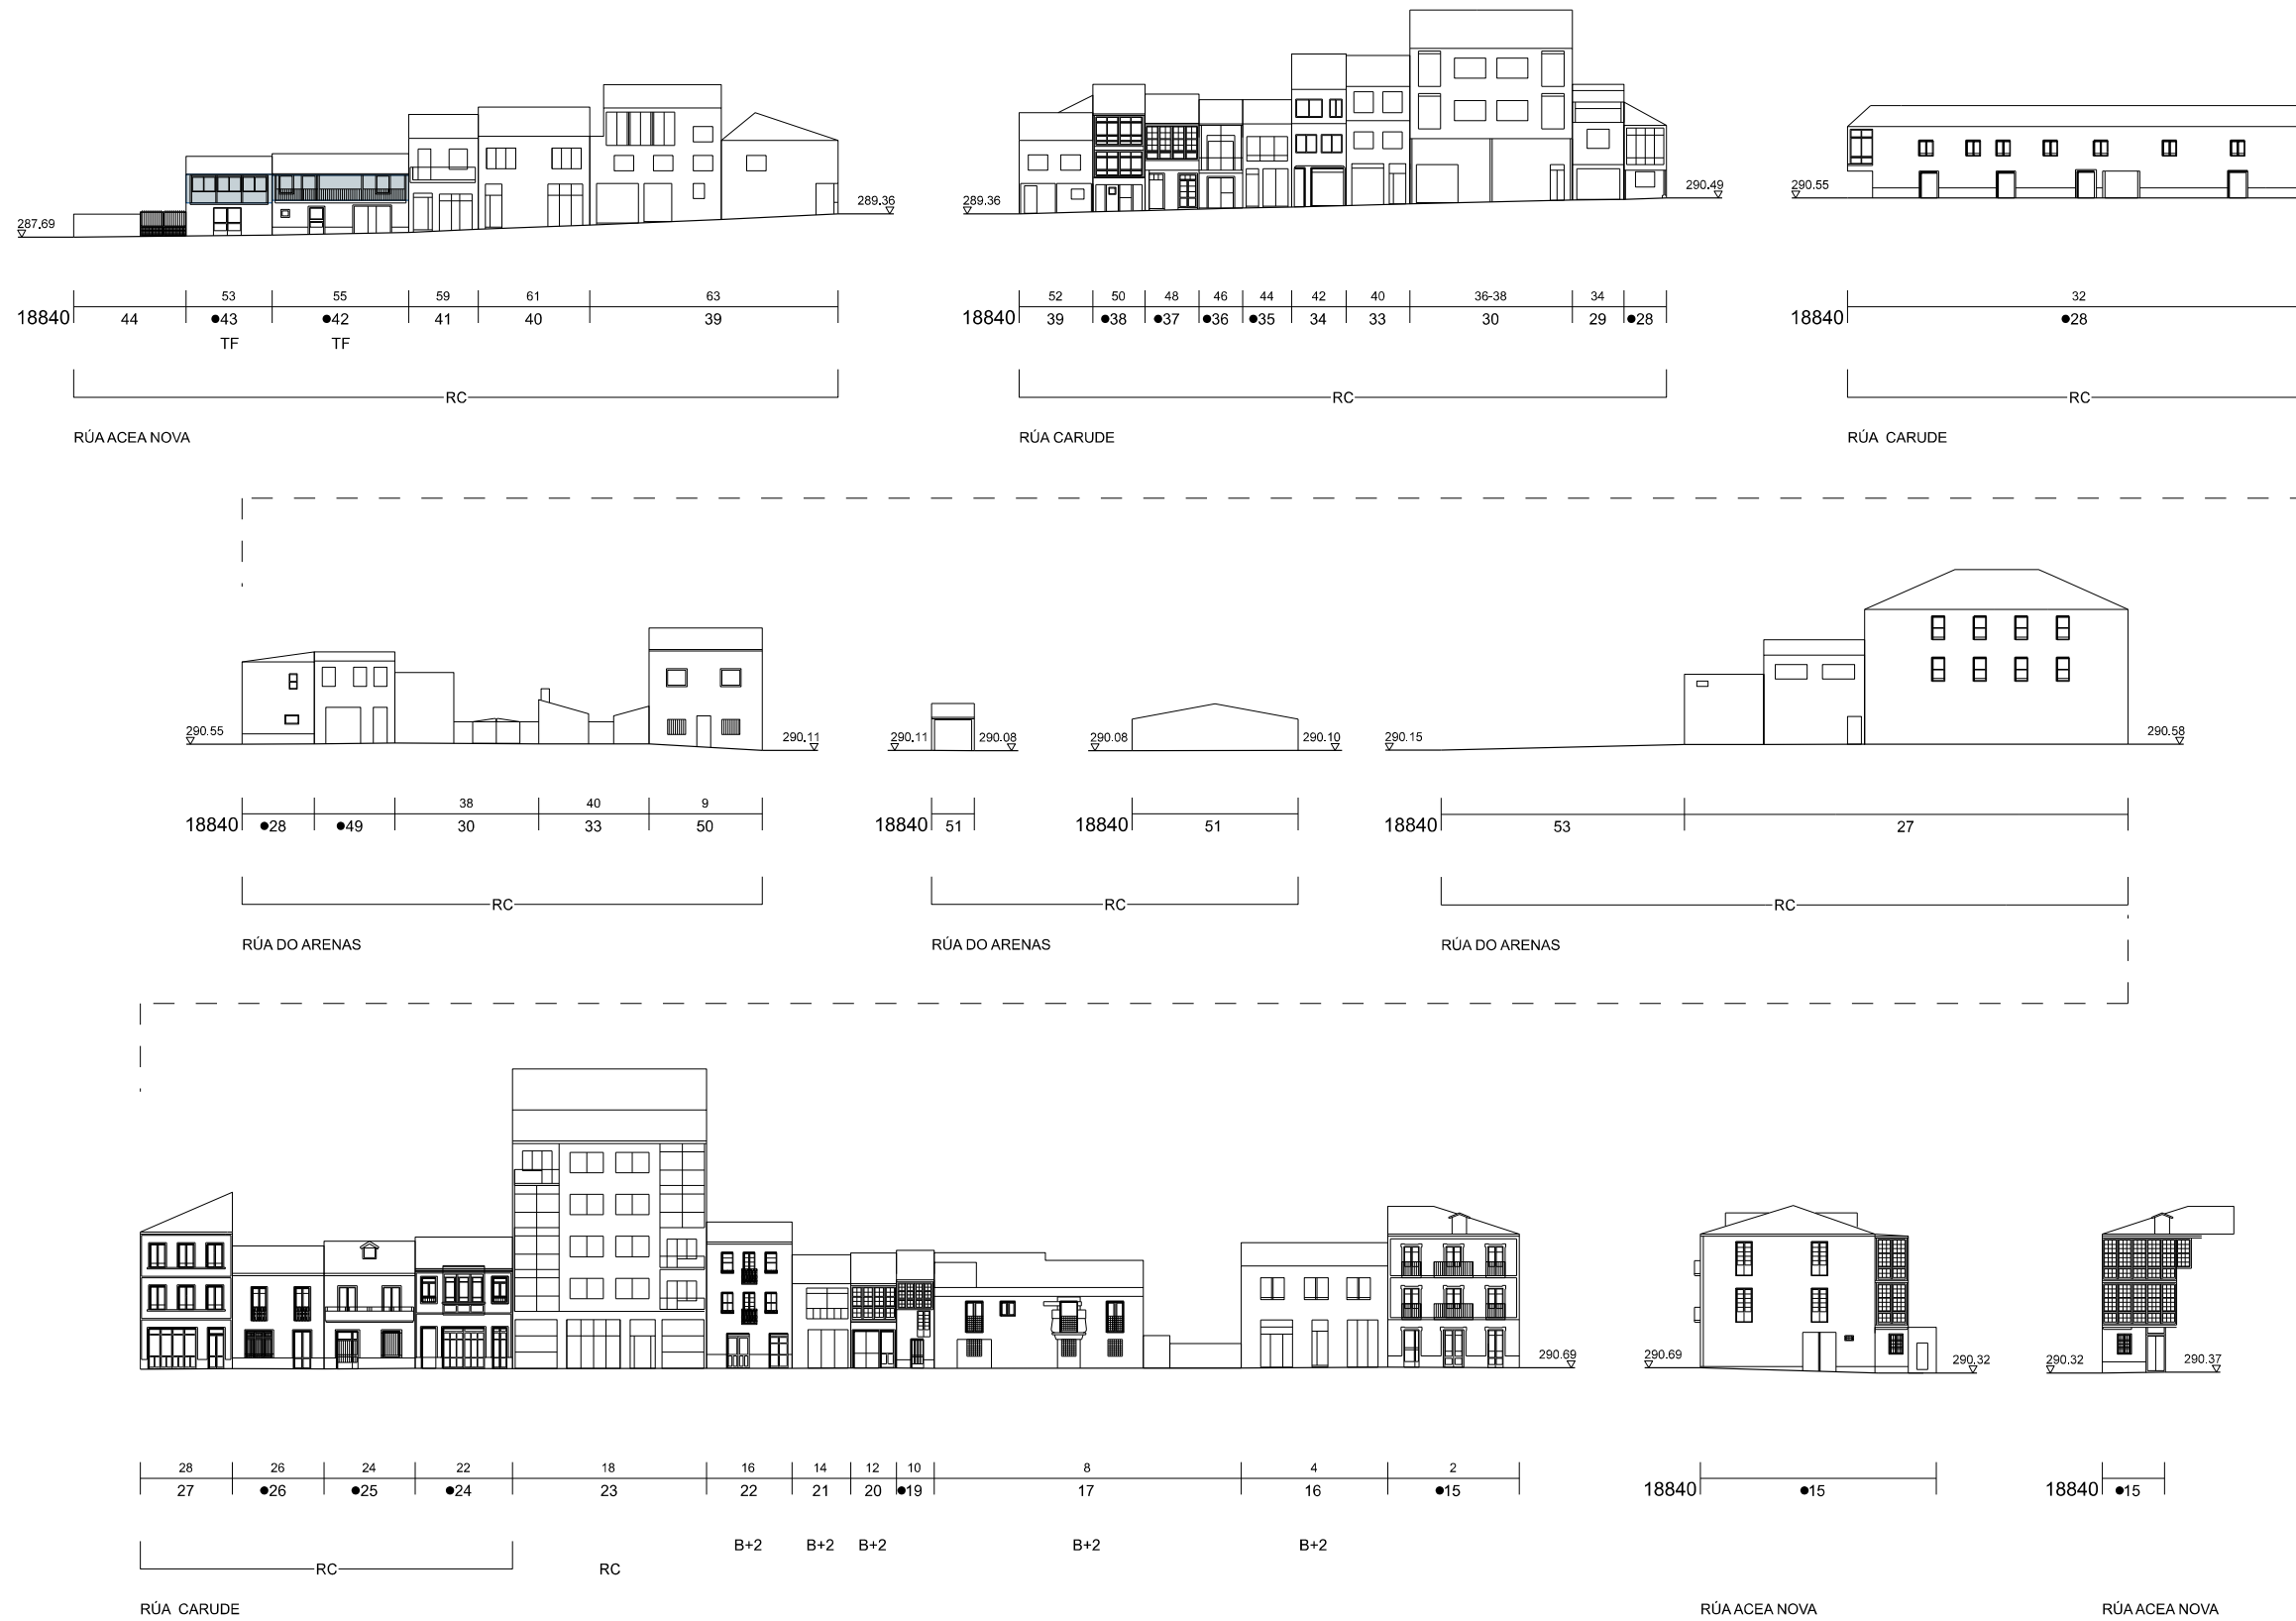 287.69
289.36
289.36
290.49
290.55
53 55 59 61 63
18840 44 ●43 ●42 41 40 39
TF TF
RC
RÚA ACEA NOVA
52 50 48 46 44 42 40 36-38 34
18840 39 ●38 ●37 ●36 ●35 34 33 30 29 ●28
RC
RÚA CARUDE
32
18840 ●28
RC
RÚA CARUDE
290.55
290.11
290.11
290.08
290.08
290.10
290.15
290.58
38 40 9
18840 ●28 ●49 30 33 50
RC
RÚA DO ARENAS
18840 51
18840 51
RC
RÚA DO ARENAS
18840 53 27
RC
RÚA DO ARENAS
290.69
290.69
290.32
290.32
290.37
28 26 24 22 18 16 14 12 10 8 4 2
27 ●26 ●25 ●24 23 22 21 20 ●19 17 16 ●15
B+2 B+2 B+2 B+2 B+2
RC RC
RÚA CARUDE
18840 ●15
RÚA ACEA NOVA
18840 ●15
RÚA ACEA NOVA